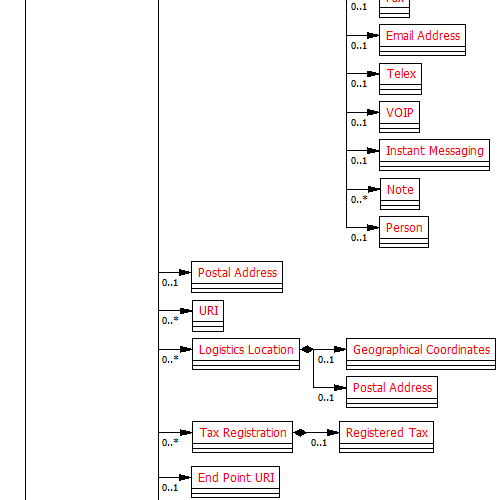 Fax
0..1
Email Address
0..1
Telex
0..1
VOIP
0..1
Instant Messaging
0..1
Note
0..*
Person
0..1
Postal Address
0..1
URI
0..*
Logistics Location
0..*
Geographical Coordinates
0..1
Postal Address
0..1
Tax Registration
0..*
Registered Tax
0..1
End Point URI
0..1